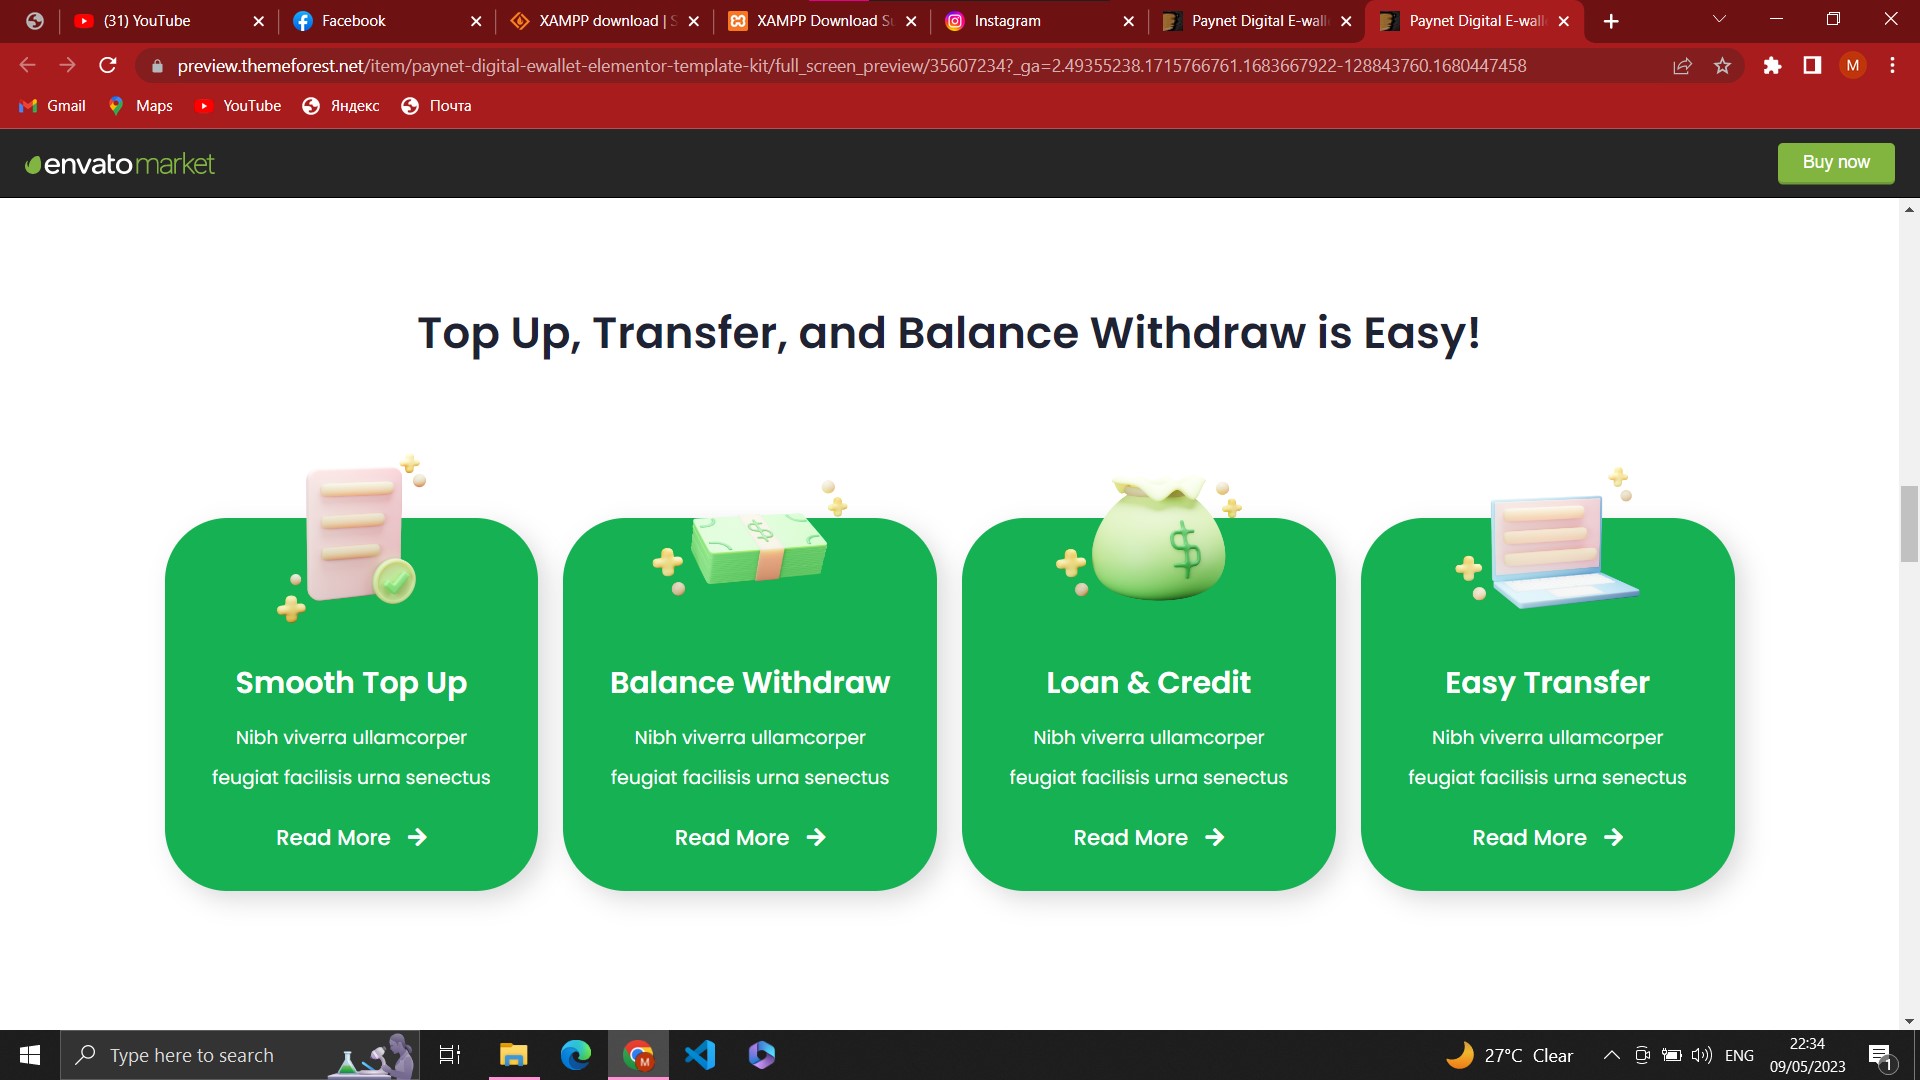 (31) YouTube
Facebook
XAMPP download | S
XAMPP Download Su
Instagram
Paynet Digital E-wall
Paynet Digital E-walle
preview.themeforest.net/item/paynet-digital-ewallet-elementor-template-kit/full_screen_preview/35607234?_ga=2.49355238.1715766761.1683667922-128843760.1680447458
M
Gmail
Maps
YouTube
Яндекс
Почта
envatomarket
Buy now
Top Up, Transfer, and Balance Withdraw is Easy!
Smooth Top Up
Nibh viverra ullamcorper
feugiat facilisis urna senectus
Read More
Balance Withdraw
Nibh viverra ullamcorper
feugiat facilisis urna senectus
Read More
Loan & Credit
Nibh viverra ullamcorper
feugiat facilisis urna senectus
Read More
Easy Transfer
Nibh viverra ullamcorper
feugiat facilisis urna senectus
Read More
Type here to search
M
27°C Clear
ENG
22:34
09/05/2023
1